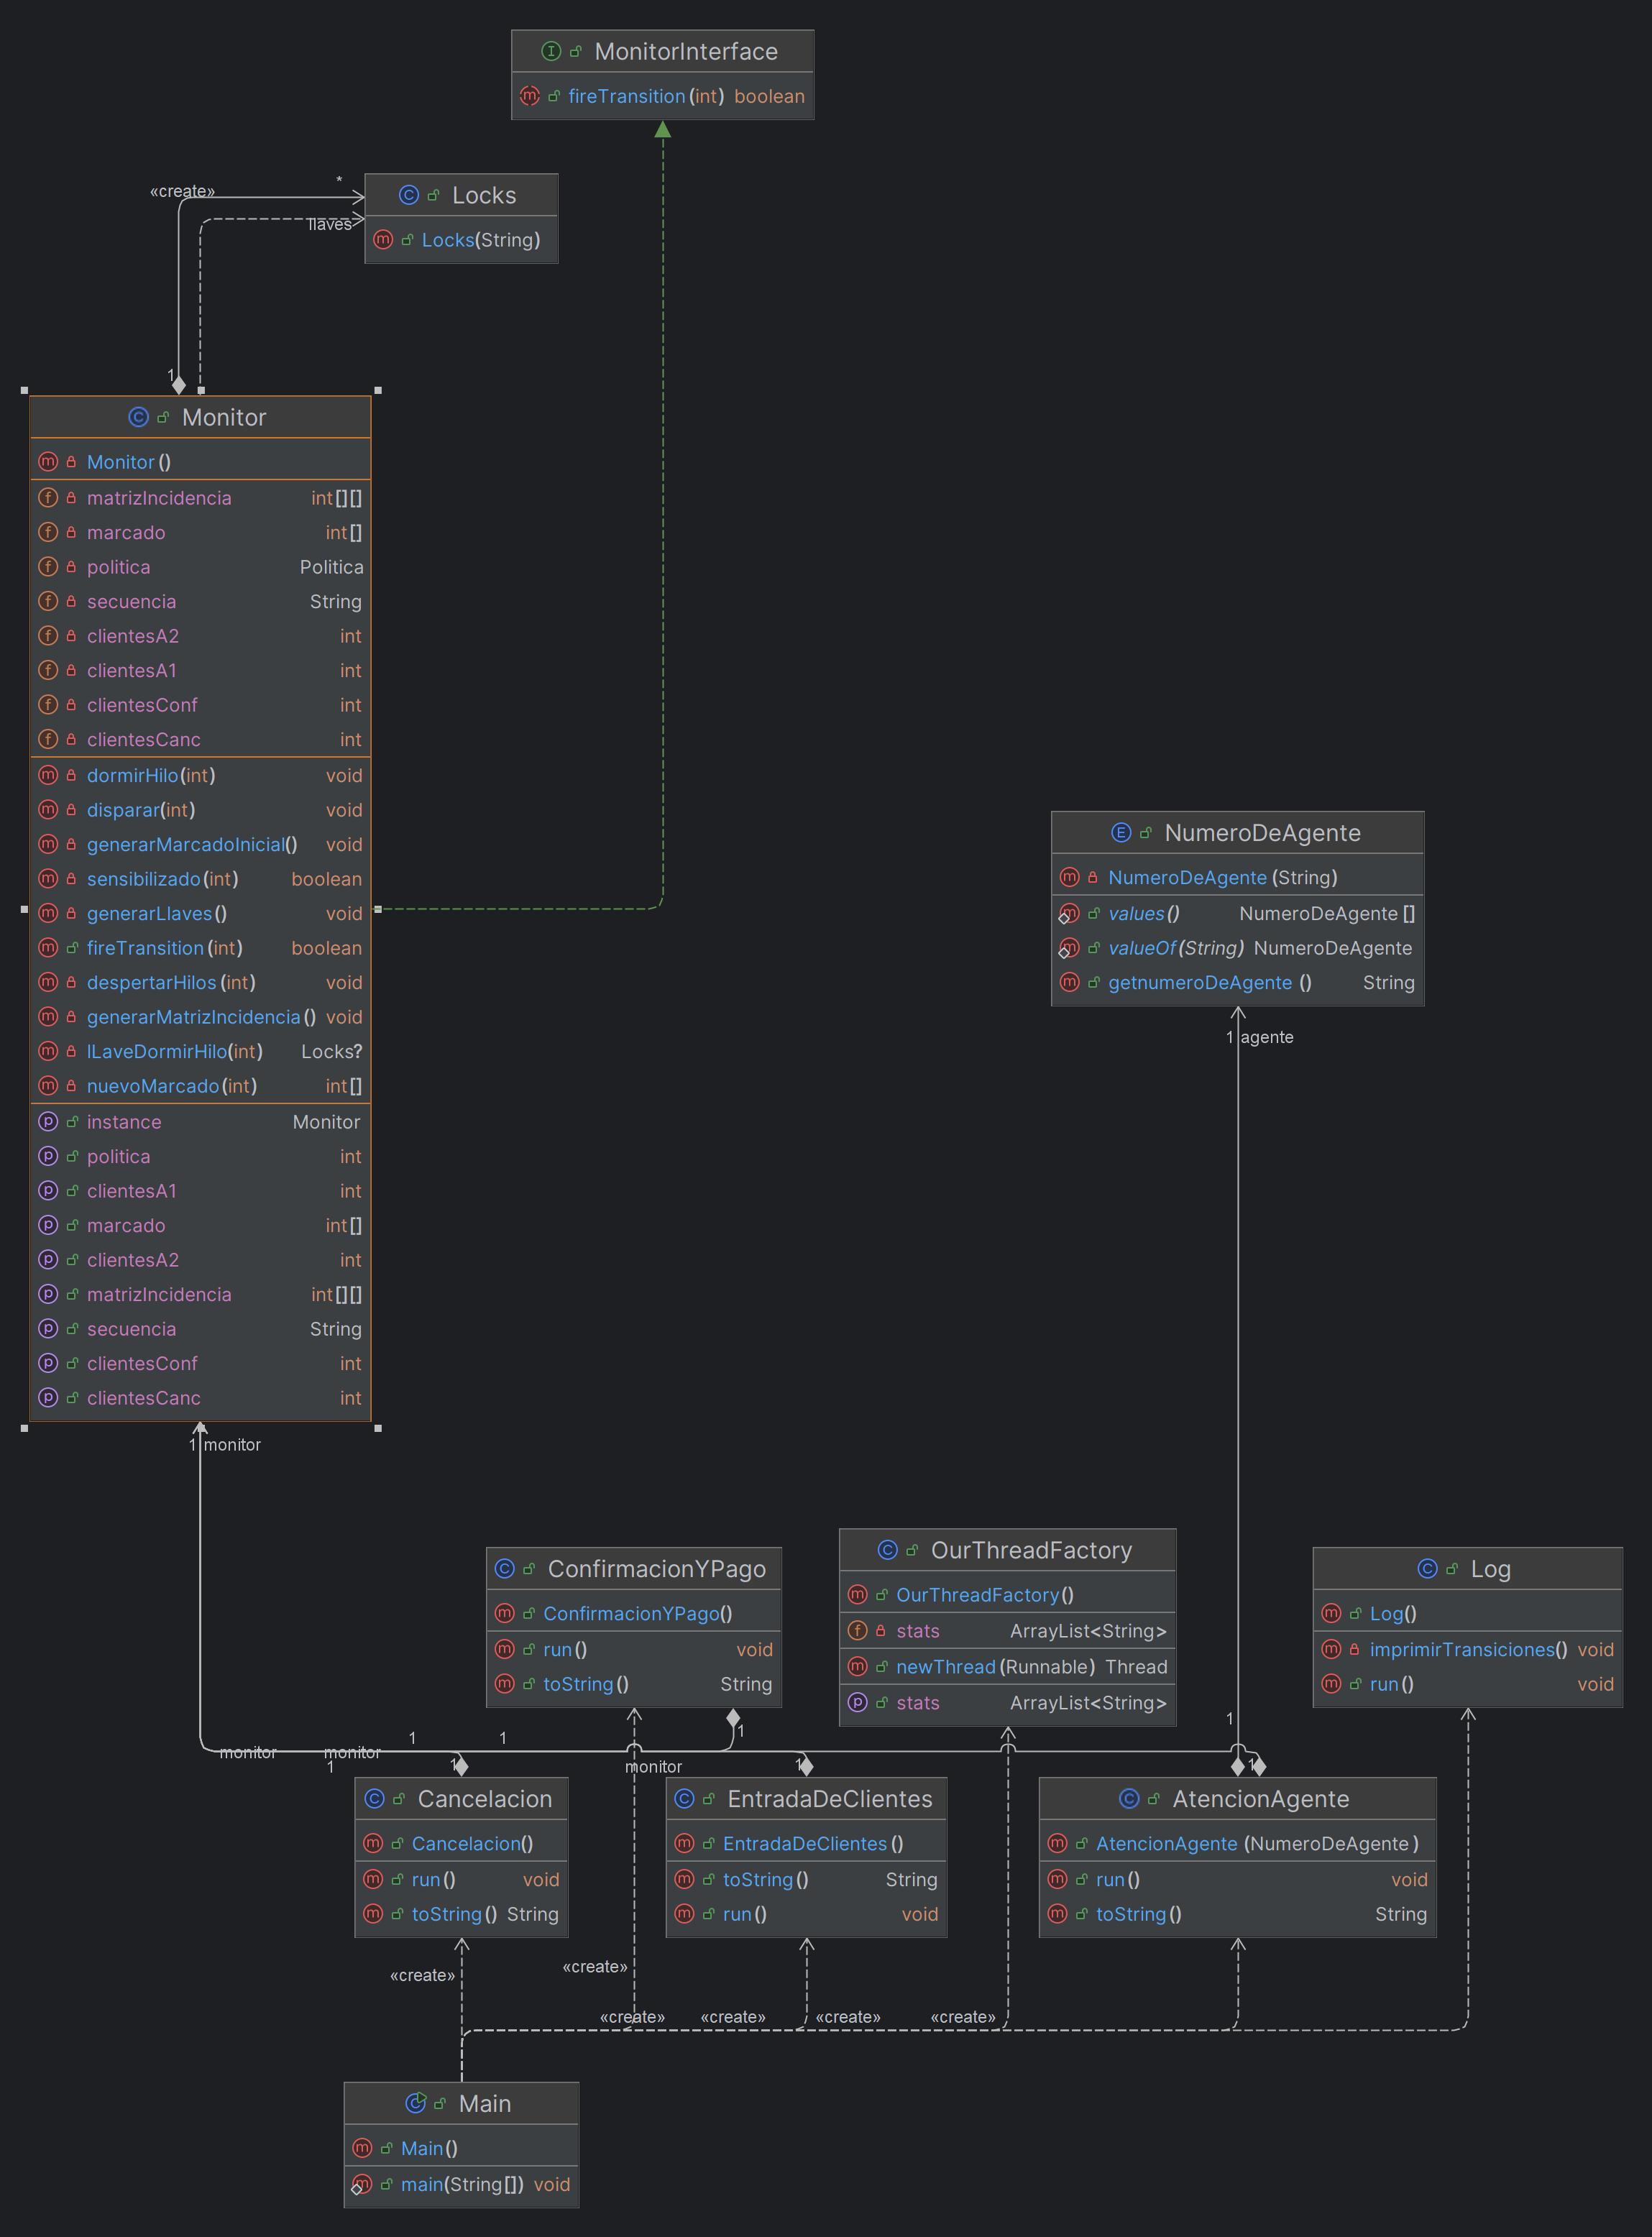 MonitorInterface
fireTransition(int) boolean
«create»
*
llaves
Locks
Locks(String)
1
Monitor
Monitor()
matrizIncidencia int[][]
marcado int[]
politica Politica
secuencia String
clientesA2 int
clientesA1 int
clientesConf int
clientesCanc int
dormirHilo(int) void
disparar(int) void
generarMarcadoInicial() void
sensibilizado(int) boolean
generarLlaves() void
fireTransition(int) boolean
despertarHilos(int) void
generarMatrizIncidencia() void
lLaveDormirHilo(int) Locks?
nuevoMarcado(int) int[]
instance Monitor
politica int
clientesA1 int
marcado int[]
clientesA2 int
matrizIncidencia int[][]
secuencia String
clientesConf int
clientesCanc int
1 monitor
NumeroDeAgente
NumeroDeAgente(String)
values() NumeroDeAgente[]
valueOf(String) NumeroDeAgente
getnumeroDeAgente() String
1 agente
ConfirmacionYPago
ConfirmacionYPago()
run() void
toString() String
OurThreadFactory
OurThreadFactory()
stats ArrayList<String>
newThread(Runnable) Thread
stats ArrayList<String>
Log
Log()
imprimirTransiciones() void
run() void
1
1
1
1
monitor
monitor
1
monitor
1
1
1
Cancelacion
Cancelacion()
run() void
toString() String
EntradaDeClientes
EntradaDeClientes()
toString() String
run() void
AtencionAgente
AtencionAgente(NumeroDeAgente)
run() void
toString() String
«create»
«create»
«create»
«create»
«create»
«create»
Main
Main()
main(String[]) void